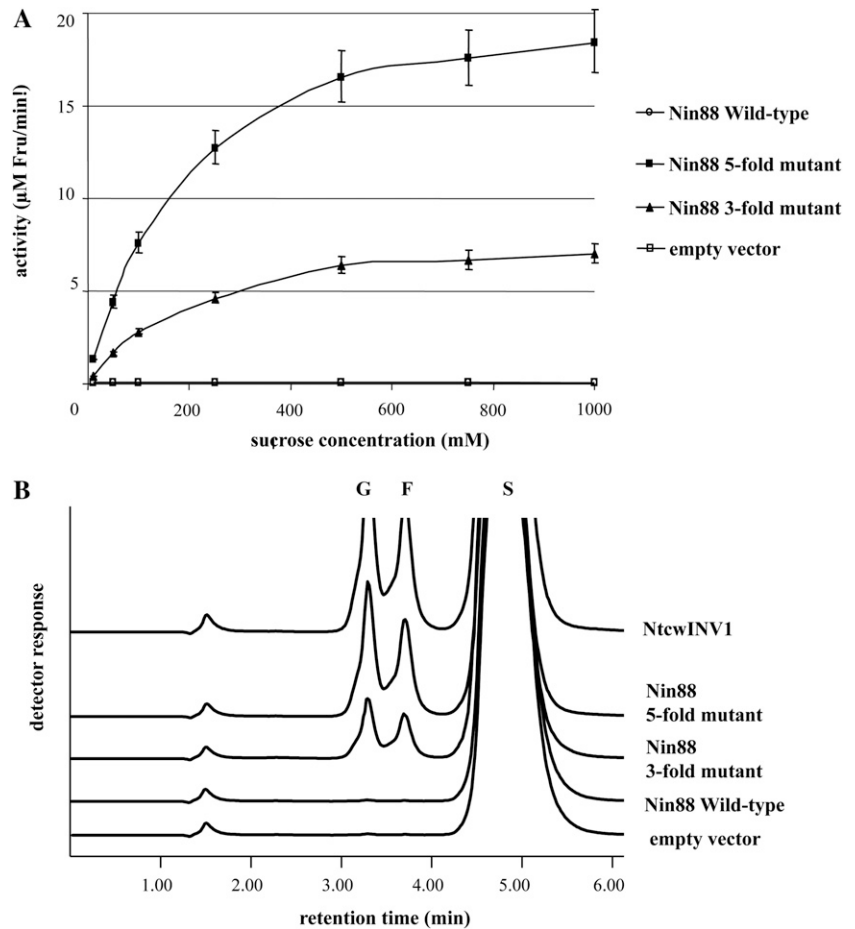 A
20
15
10
5
activity (µM Fru/min!)
0 200 400 600 800 1000
sucrose concentration (mM)
Nin88 Wild-type
Nin88 5-fold mutant
Nin88 3-fold mutant
empty vector
B
G F S
detector response
NtcwINV1
Nin88
5-fold mutant
Nin88
3-fold mutant
Nin88 Wild-type
empty vector
1.00 2.00 3.00 4.00 5.00 6.00
retention time (min)